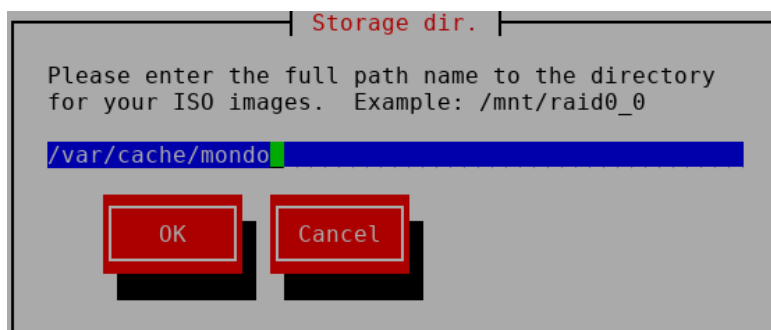 Storage dir.
Please enter the full path name to the directory
for your ISO images.  Example: /mnt/raid0_0
/var/cache/mondo
OK
Cancel